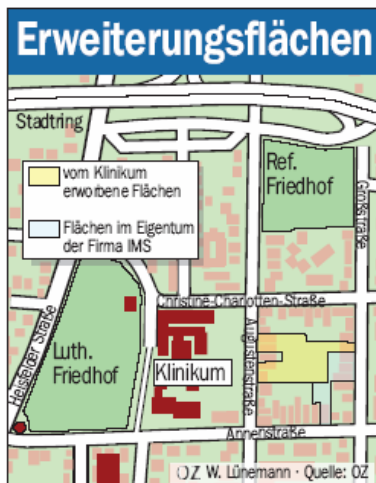 Erweiterungsflächen
Stadtring
vom Klinikum
erworbene Flächen
Flächen im Eigentum
der Firma IMS
Ref.
Friedhof
Großstraße
Christine-Charlotten-Straße
Heisfelder Straße
Luth.
Friedhof
Klinikum
Augustenstraße
Annenstraße
OZ W. Lünemann · Quelle: OZ